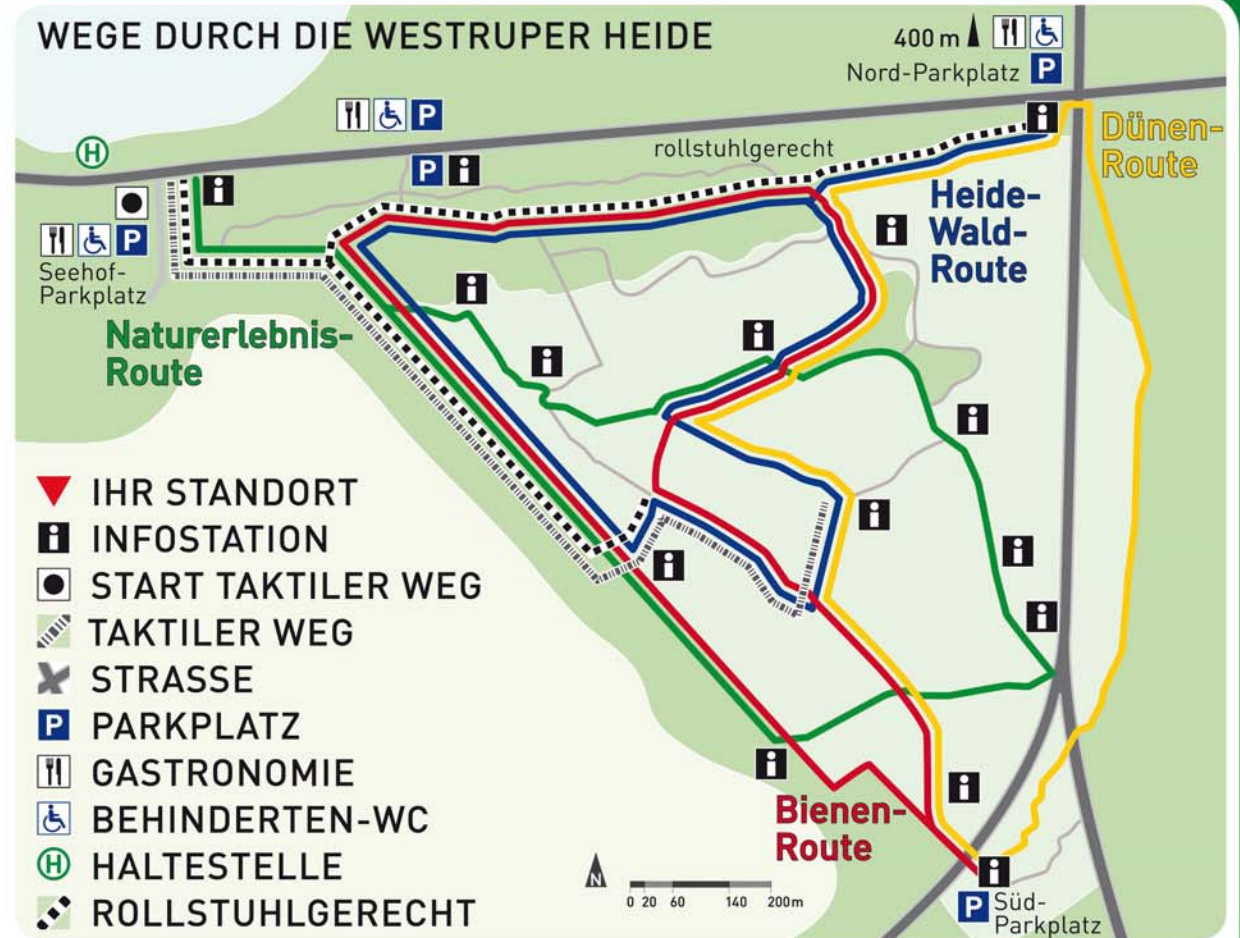 WEGE DURCH DIE WESTRUPER HEIDE
400 m
Nord-Parkplatz P
P
H
P i
rollstuhlgerecht
i
Dünen-
Route
i
P
Seehof-
Parkplatz
Heide-
Wald-
Route
i
i
Naturerlebnis-
Route
i
i
i
i
i
i
i
IHR STANDORT
i INFOSTATION
START TAKTILER WEG
TAKTILER WEG
STRASSE
P PARKPLATZ
GASTRONOMIE
BEHINDERTEN-WC
H HALTESTELLE
ROLLSTUHLGERECHT
i
i
Bienen-
Route
N
0 20 60 140 200m
i
P Süd-
Parkplatz